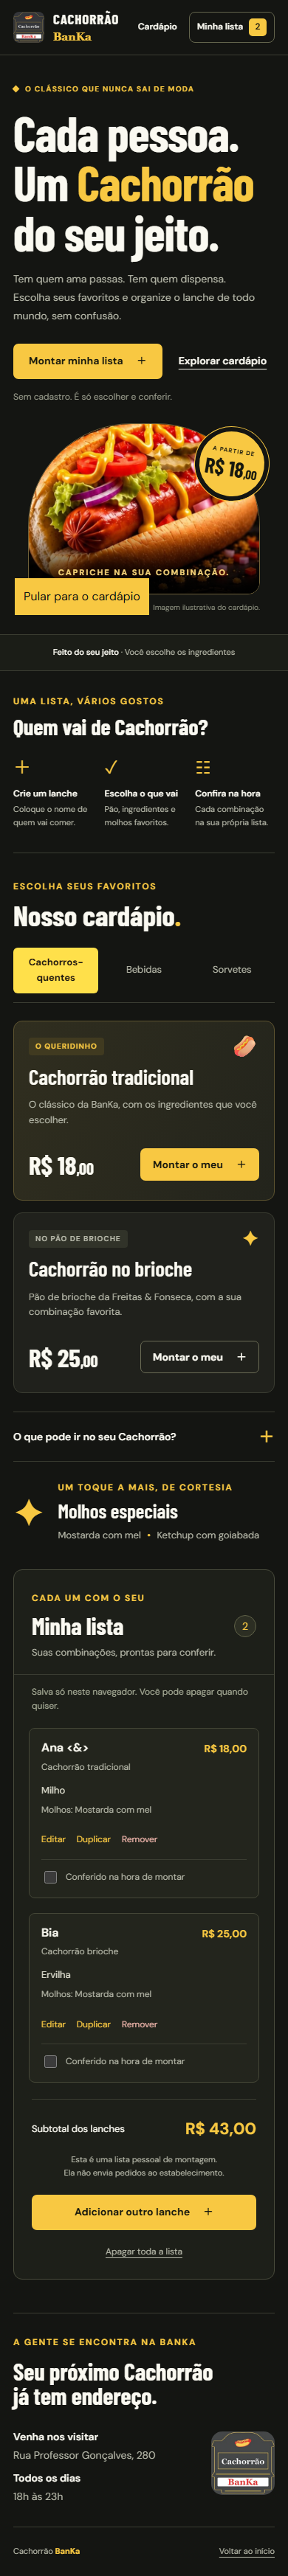 CACHORRÃO
BanKa
Cardápio
Minha lista 2
O CLÁSSICO QUE NUNCA SAI DE MODA
Cada pessoa.
Um Cachorrão
do seu jeito.
Tem quem ama passas. Tem quem dispensa.
Escolha seus favoritos e organize o lanche de todo
mundo, sem confusão.
Montar minha lista +
Explorar cardápio
Sem cadastro. É só escolher e conferir.
A PARTIR DE
R$ 18,00
CAPRICHE NA SUA COMBINAÇÃO.
Pular para o cardápio
Imagem ilustrativa do cardápio.
Feito do seu jeito · Você escolhe os ingredientes
UMA LISTA, VÁRIOS GOSTOS
Quem vai de Cachorrão?
Crie um lanche
Coloque o nome de
quem vai comer.
Escolha o que vai
Pão, ingredientes e
molhos favoritos.
Confira na hora
Cada combinação
na sua própria lista.
ESCOLHA SEUS FAVORITOS
Nosso cardápio.
Cachorros-
quentes
Bebidas
Sorvetes
O QUERIDINHO
Cachorrão tradicional
O clássico da BanKa, com os ingredientes que você
escolher.
R$ 18,00
Montar o meu +
NO PÃO DE BRIOCHE
Cachorrão no brioche
Pão de brioche da Freitas & Fonseca, com a sua
combinação favorita.
R$ 25,00
Montar o meu +
O que pode ir no seu Cachorrão? +
UM TOQUE A MAIS, DE CORTESIA
Molhos especiais
Mostarda com mel • Ketchup com goiabada
CADA UM COM O SEU
Minha lista 2
Suas combinações, prontas para conferir.
Salva só neste navegador. Você pode apagar quando
quiser.
Ana <&> R$ 18,00
Cachorrão tradicional
Milho
Molhos: Mostarda com mel
Editar Duplicar Remover
Conferido na hora de montar
Bia R$ 25,00
Cachorrão brioche
Ervilha
Molhos: Mostarda com mel
Editar Duplicar Remover
Conferido na hora de montar
Subtotal dos lanches R$ 43,00
Esta é uma lista pessoal de montagem.
Ela não envia pedidos ao estabelecimento.
Adicionar outro lanche +
Apagar toda a lista
A GENTE SE ENCONTRA NA BANKA
Seu próximo Cachorrão
já tem endereço.
Venha nos visitar
Rua Professor Gonçalves, 280
Todos os dias
18h às 23h
Cachorrão
BanKa
Cachorrão BanKa
Voltar ao início